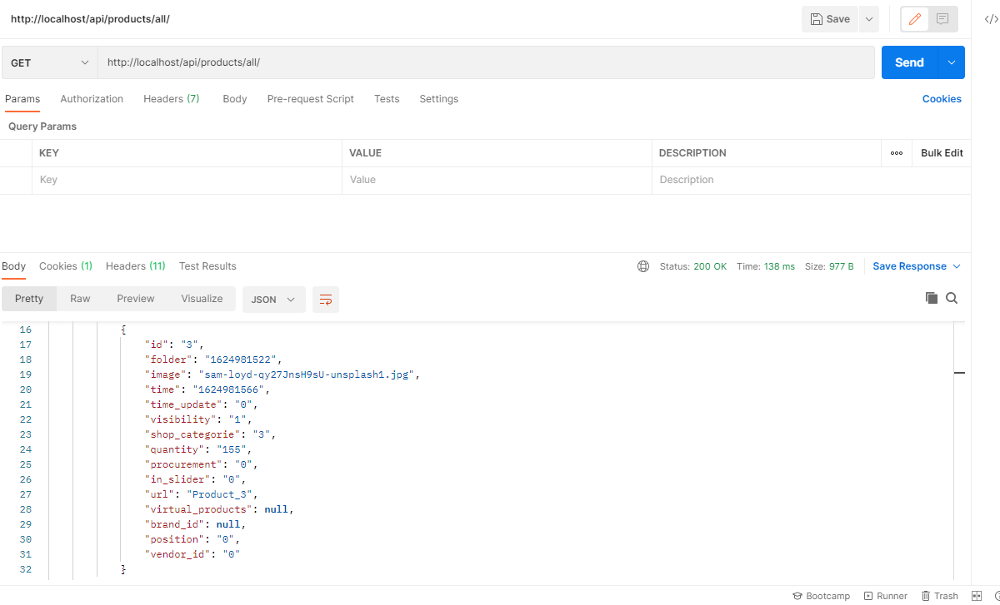 http://localhost/api/products/all/
Save
</>
GET
http://localhost/api/products/all/
Send
Params Authorization Headers (7) Body Pre-request Script Tests Settings Cookies
Query Params
KEY VALUE DESCRIPTION Bulk Edit
Key Value Description
Body Cookies (1) Headers (11) Test Results Status: 200 OK Time: 138 ms Size: 977 B Save Response
Pretty Raw Preview Visualize JSON
16 {
17 "id": "3",
18 "folder": "1624981522",
19 "image": "sam-loyd-qy27JnsH9sU-unsplash1.jpg",
20 "time": "1624981566",
21 "time_update": "0",
22 "visibility": "1",
23 "shop_categorie": "3",
24 "quantity": "155",
25 "procurement": "0",
26 "in_slider": "0",
27 "url": "Product_3",
28 "virtual_products": null,
29 "brand_id": null,
30 "position": "0",
31 "vendor_id": "0"
32 }
Bootcamp Runner Trash